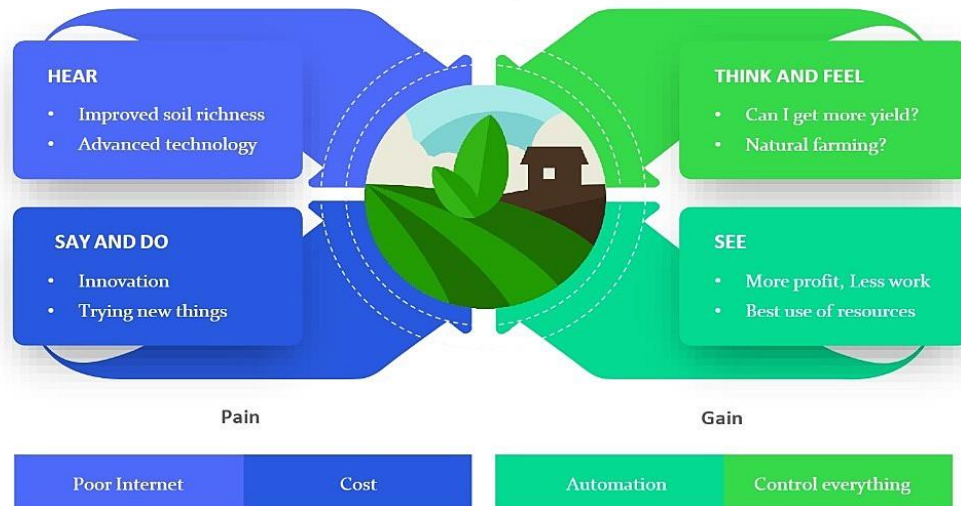 HEAR
• Improved soil richness
• Advanced technology
THINK AND FEEL
• Can I get more yield?
• Natural farming?
SAY AND DO
• Innovation
• Trying new things
SEE
• More profit, Less work
• Best use of resources
Pain
Gain
Poor Internet
Cost
Automation
Control everything